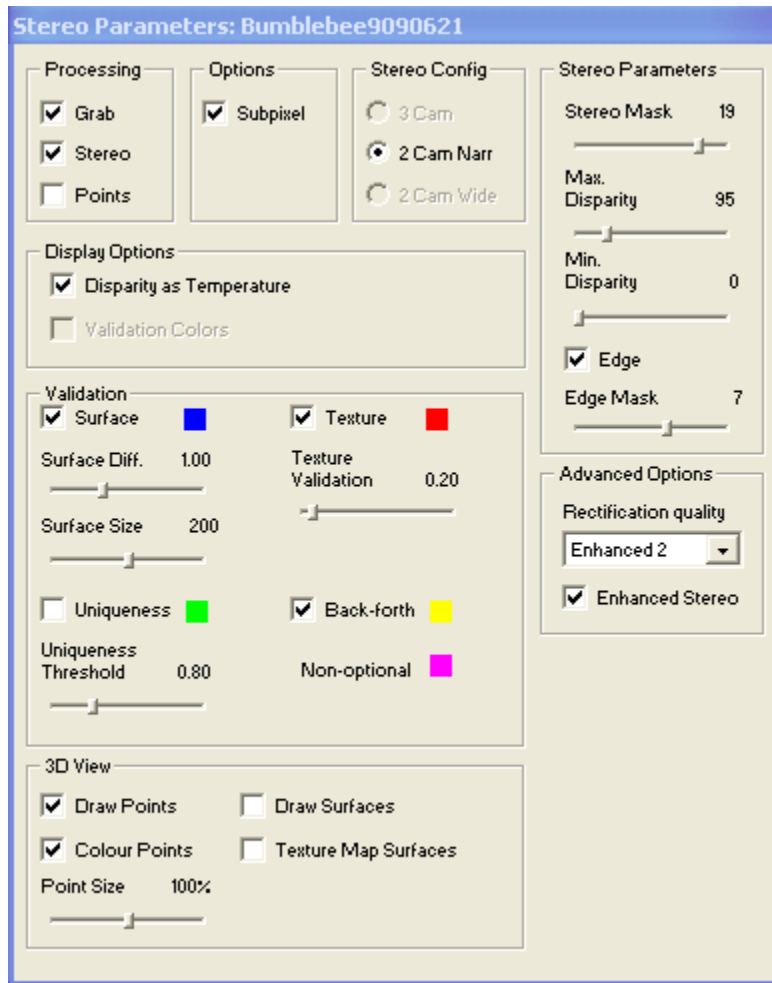 Stereo Parameters: Bumblebee9090621
Processing
Grab
Stereo
Points
Options
Subpixel
Stereo Config
3 Cam
2 Cam Narr
2 Cam Wide
Stereo Parameters
Stereo Mask 19
Max.
Disparity 95
Min.
Disparity 0
Edge
Edge Mask 7
Display Options
Disparity as Temperature
Validation Colors
Validation
Surface
Texture
Surface Diff. 1.00
Texture
Validation 0.20
Surface Size 200
Uniqueness
Back-forth
Uniqueness
Threshold 0.80
Non-optional
Advanced Options
Rectification quality
Enhanced 2
Enhanced Stereo
3D View
Draw Points
Draw Surfaces
Colour Points
Texture Map Surfaces
Point Size 100%